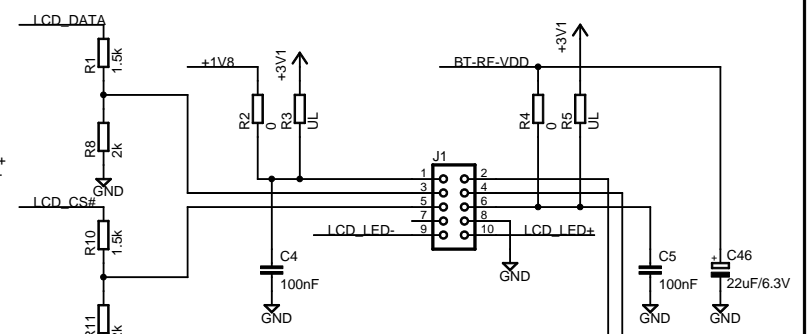 LCD_DATA
R1
1.5k
R8
2k
GND
LCD_CS#
R10
1.5k
R11
2k
+1V8
+3V1
R2
0
R3
UL
C4
100nF
GND
J1
1 2
3 4
5 6
7 8
9 10
LCD_LED-
LCD_LED+
GND
BT-RF-VDD
+3V1
R4
0
R5
UL
C5
100nF
GND
+
C46
22uF/6.3V
GND